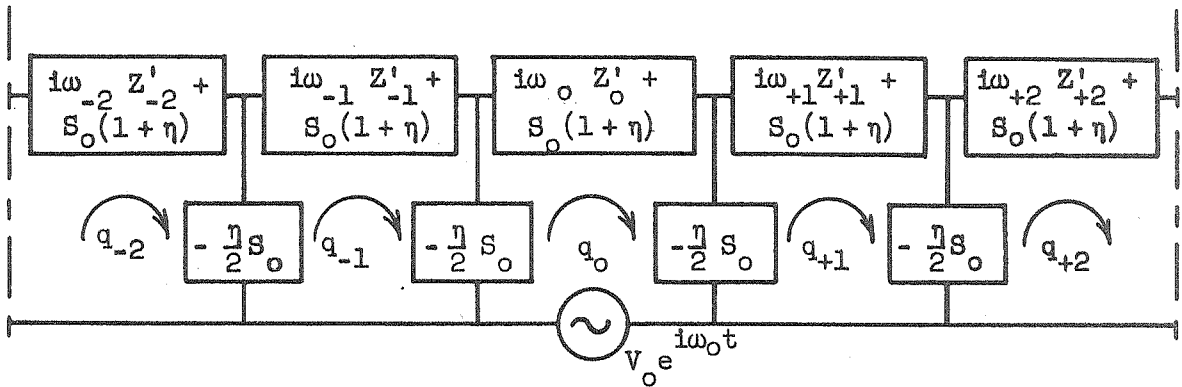 iω₋₂ Z'₋₂ +
S₀(1 + η)
iω₋₁ Z'₋₁ +
S₀(1 + η)
iω₀ Z'₀ +
S₀(1 + η)
iω₊₁Z'₊₁ +
S₀(1 + η)
iω₊₂ Z'₊₂ +
S₀(1 + η)
q₋₂
- η/2 S₀
q₋₁
- η/2 S₀
q₀
- η/2 S₀
q₊₁
- η/2 S₀
q₊₂
V₀e^{iω₀t}